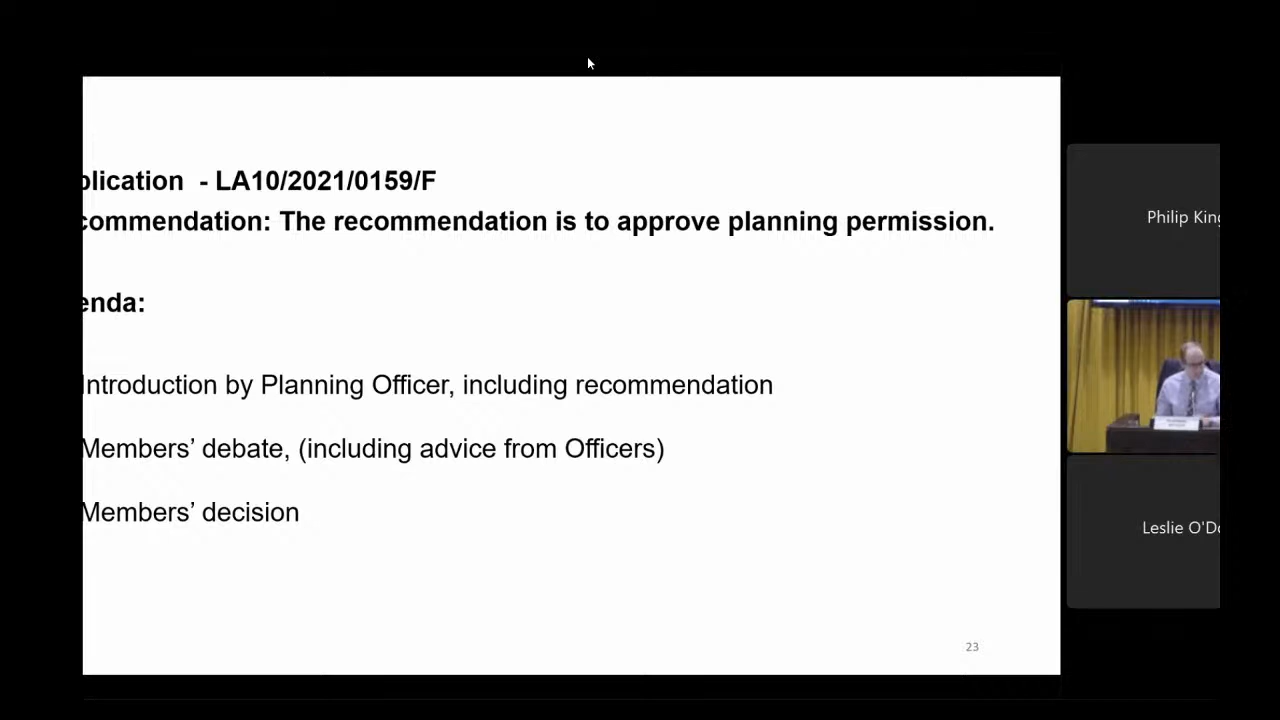 plication - LA10/2021/0159/F
commendation: The recommendation is to approve planning permission.
enda:
Introduction by Planning Officer, including recommendation
Members’ debate, (including advice from Officers)
Members’ decision
23
Philip King
Leslie O'Do